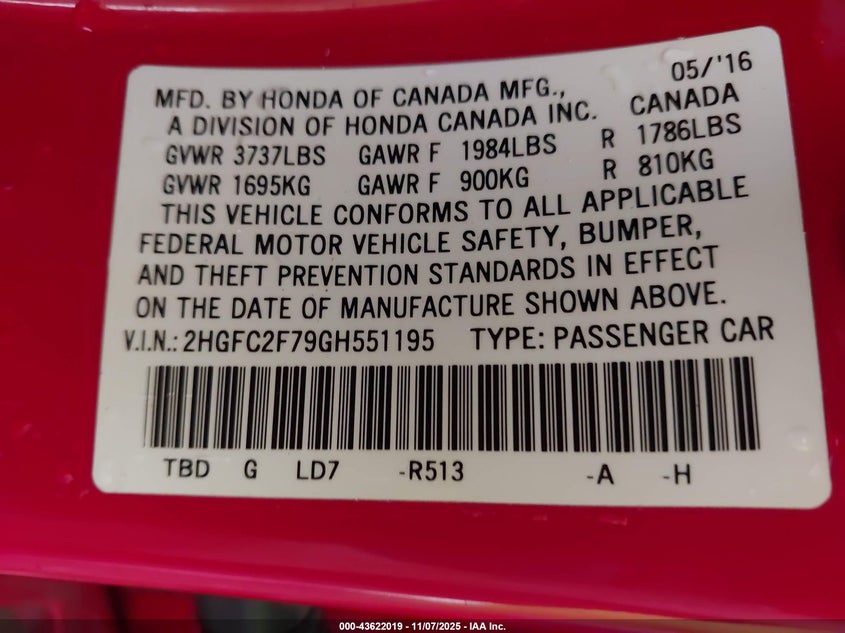 05/'16
MFD. BY HONDA OF CANADA MFG.,
A DIVISION OF HONDA CANADA INC. CANADA
GVWR 3737LBS GAWR F 1984LBS R 1786LBS
GVWR 1695KG GAWR F 900KG R 810KG
THIS VEHICLE CONFORMS TO ALL APPLICABLE
FEDERAL MOTOR VEHICLE SAFETY, BUMPER,
AND THEFT PREVENTION STANDARDS IN EFFECT
ON THE DATE OF MANUFACTURE SHOWN ABOVE.
V.I.N.: 2HGFC2F79GH551195 TYPE: PASSENGER CAR
TBD G LD7 -R513 -A -H
000-43622019 - 11/07/2025 - IAA Inc.